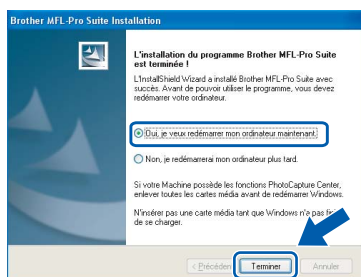 Brother MFL-Pro Suite Installation
L'installation du programme Brother MFL-Pro Suite
est terminée !
L'InstallShield Wizard a installé Brother MFL-Pro Suite avec
succès. Avant de pouvoir utiliser le programme, vous devez
redémarrer votre ordinateur.
Oui, je veux redémarrer mon ordinateur maintenant.
Non, je redémarrerai mon ordinateur plus tard.
Si votre Machine possède les fonctions PhotoCapture Center,
enlever toutes les cartes média avant de redémarrer Windows.
N'insérer pas une carte média tant que Windows n'a pas
de se charger.
< Précéden
Terminer
Annuler